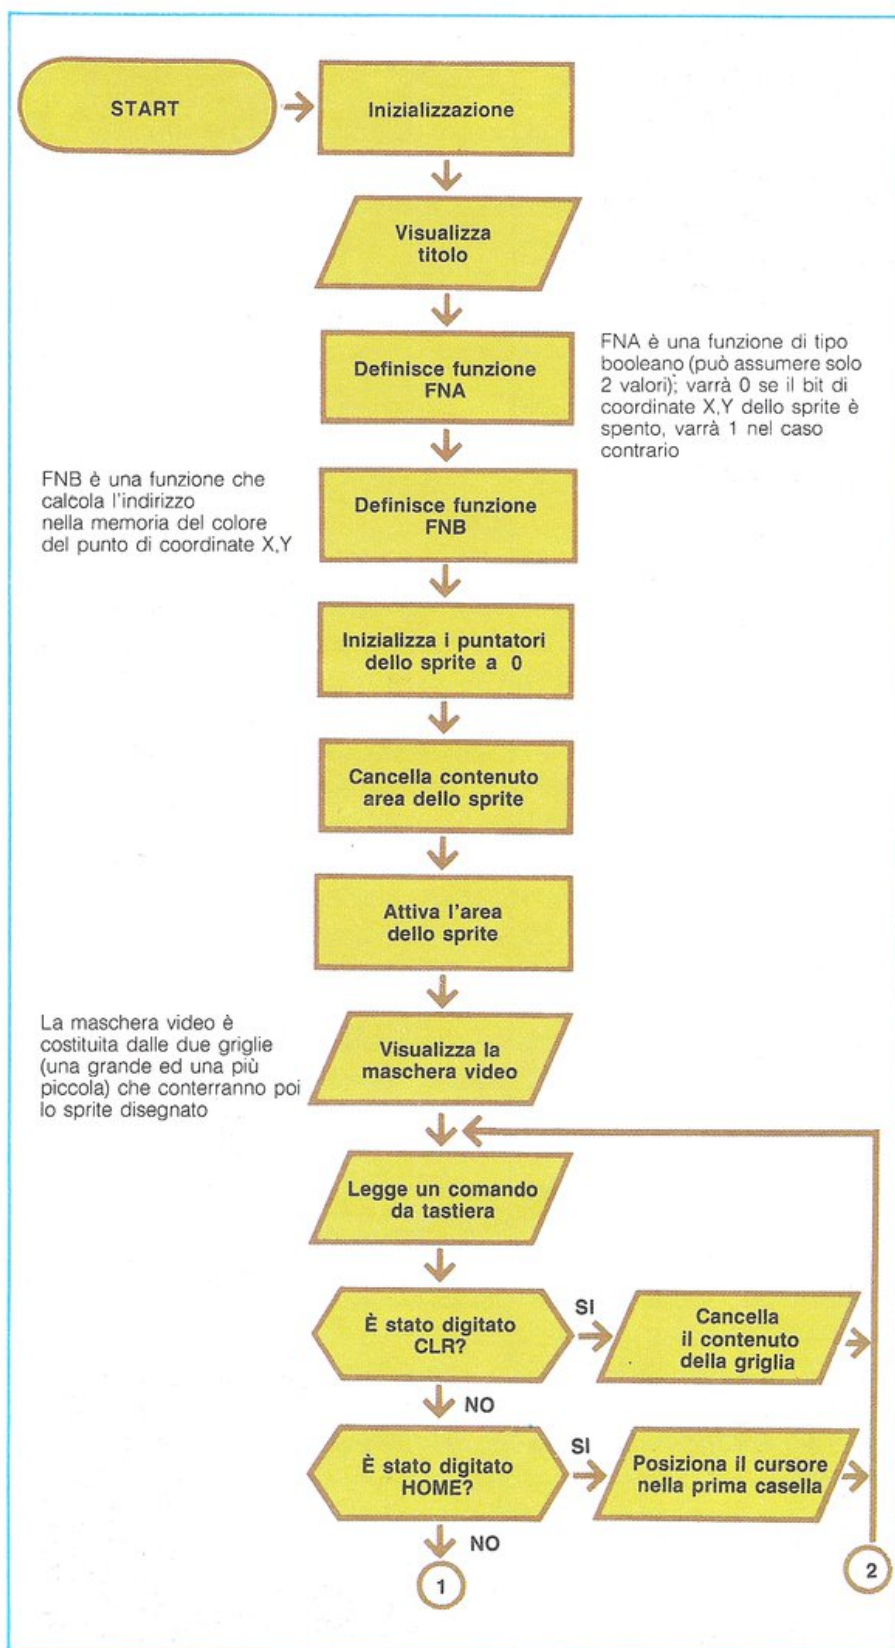 START
Inizializzazione
Visualizza
titolo
Definisce funzione
FNA
FNA è una funzione di tipo
booleano (può assumere solo
2 valori); varrà 0 se il bit di
coordinate X,Y dello sprite è
spento, varrà 1 nel caso
contrario
FNB è una funzione che
calcola l'indirizzo
nella memoria del colore
del punto di coordinate X,Y
Definisce funzione
FNB
Inizializza i puntatori
dello sprite a 0
Cancella contenuto
area dello sprite
Attiva l'area
dello sprite
La maschera video è
costituita dalle due griglie
(una grande ed una più
piccola) che conterranno poi
lo sprite disegnato
Visualizza la
maschera video
Legge un comando
da tastiera
È stato digitato
CLR?
SI
Cancella
il contenuto
della griglia
NO
È stato digitato
HOME?
SI
Posiziona il cursore
nella prima casella
NO
1
2